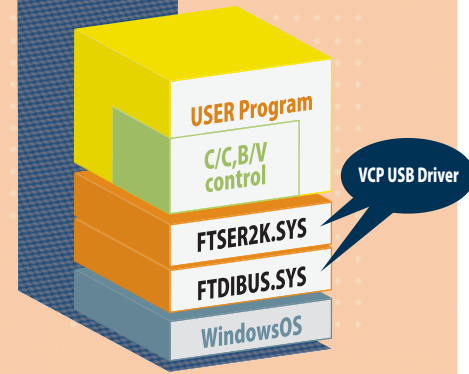 USER Program
C/C,B/V
control
VCP USB Driver
FTSER2K.SYS
FTDIBUS.SYS
WindowsOS